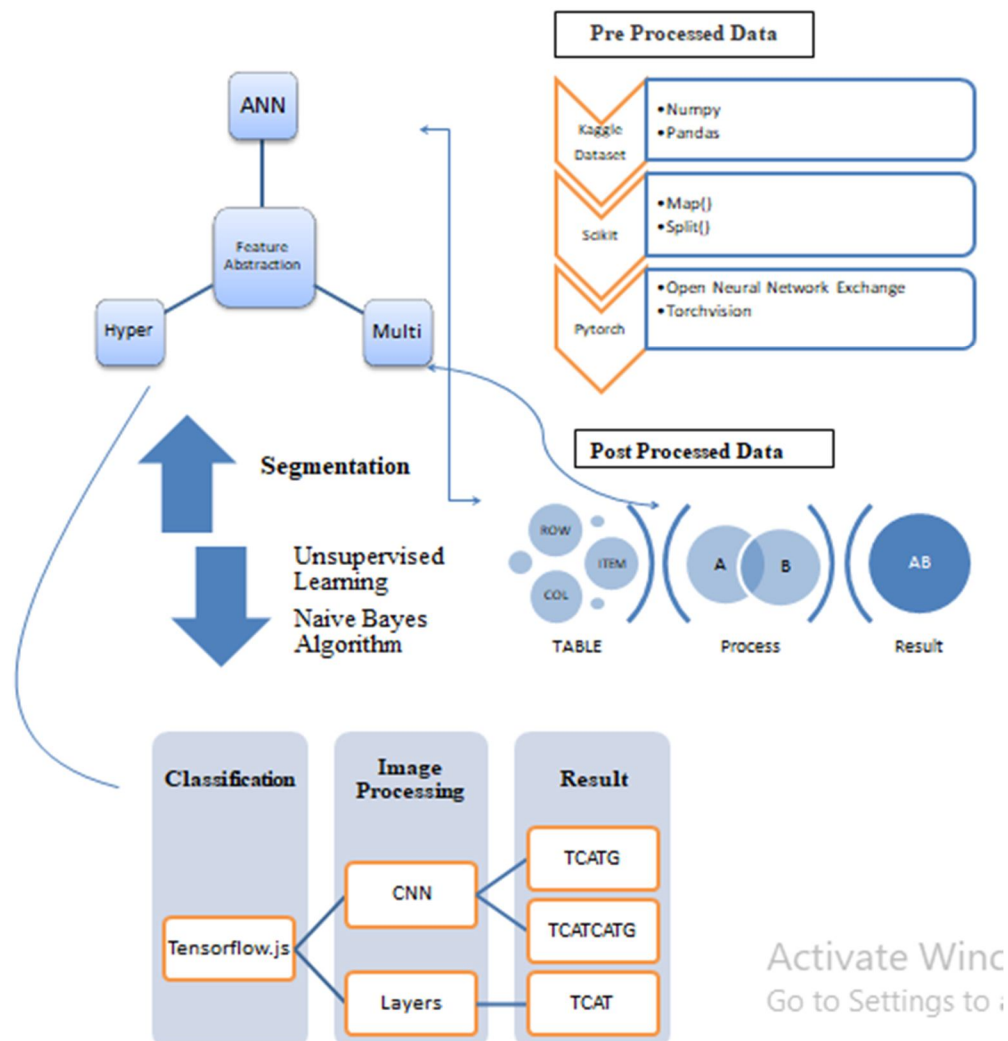 Pre Processed Data
ANN
Feature
Abstraction
Hyper
Multi
Kaggle
Dataset
•Numpy
•Pandas
Scikit
•Map()
•Split()
Pytorch
•Open Neural Network Exchange
•Torchvision
Segmentation
Unsupervised
Learning
Naive Bayes
Algorithm
Post Processed Data
ROW
ITEM
COL
TABLE
A
B
Process
AB
Result
Classification
Image
Processing
Result
Tensorflow.js
CNN
Layers
TCATG
TCATCATG
TCAT
Activate Winc
Go to Settings to